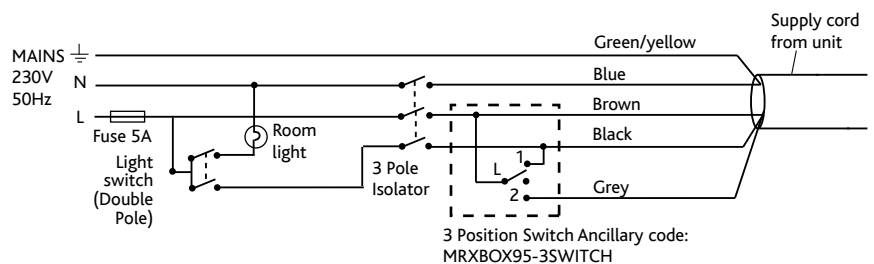 Supply cord
from unit
Green/yellow
MAINS
230V
50Hz
N
Blue
L
Brown
Fuse 5A
Room
light
Black
Light
switch
(Double
Pole)
3 Pole
Isolator
L
1
2
Grey
3 Position Switch Ancillary code:
MRXBOX95-3SWITCH